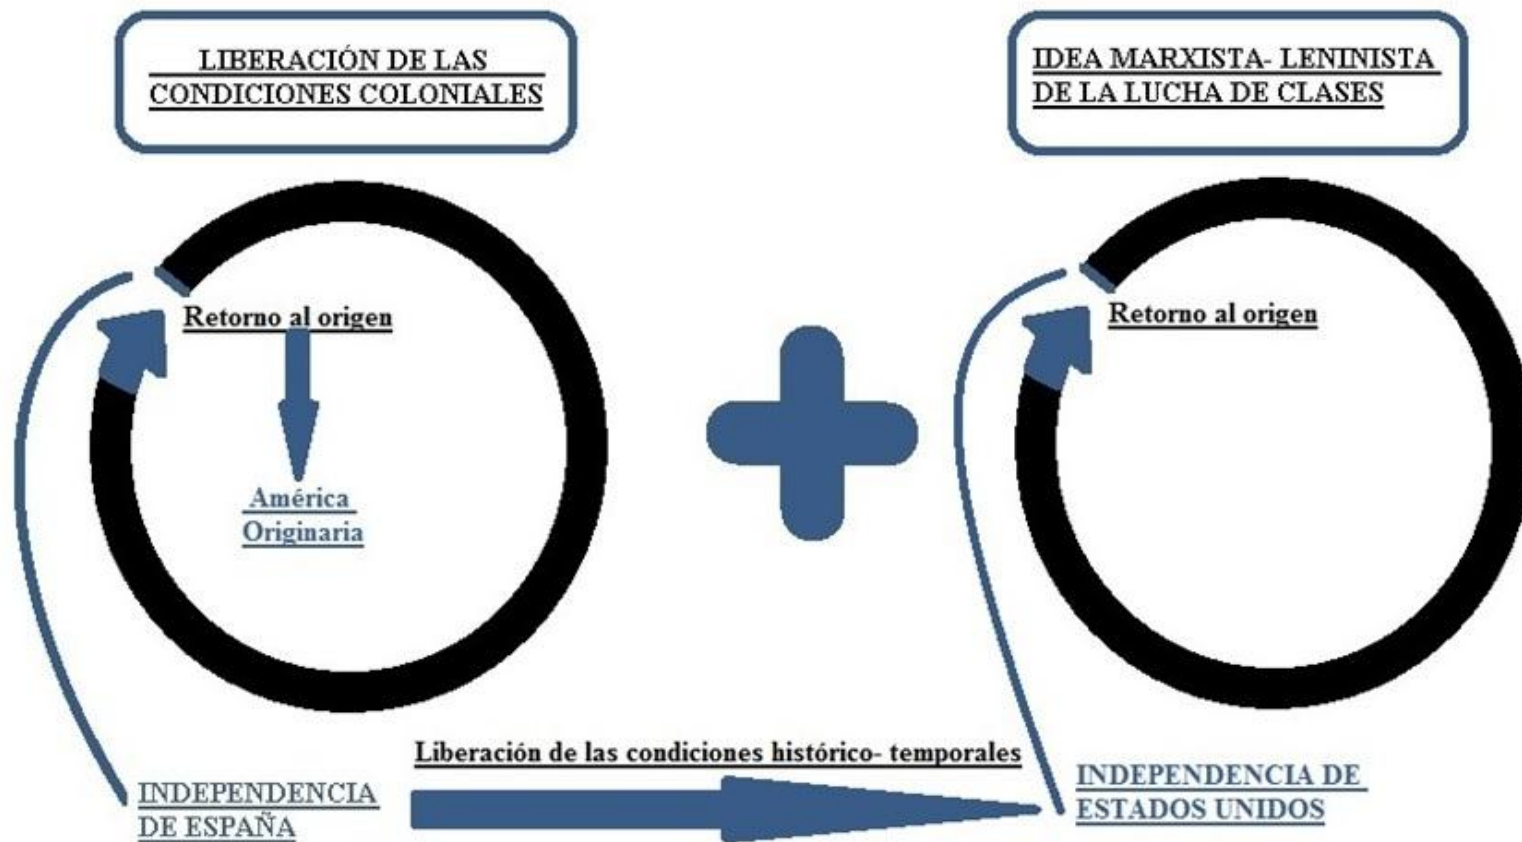 LIBERACIÓN DE LAS
CONDICIONES COLONIALES
IDEA MARXISTA- LENINISTA
DE LA LUCHA DE CLASES
Retorno al origen
América
Originaria
Retorno al origen
Liberación de las condiciones histórico- temporales
INDEPENDENCIA
DE ESPAÑA
INDEPENDENCIA DE
ESTADOS UNIDOS